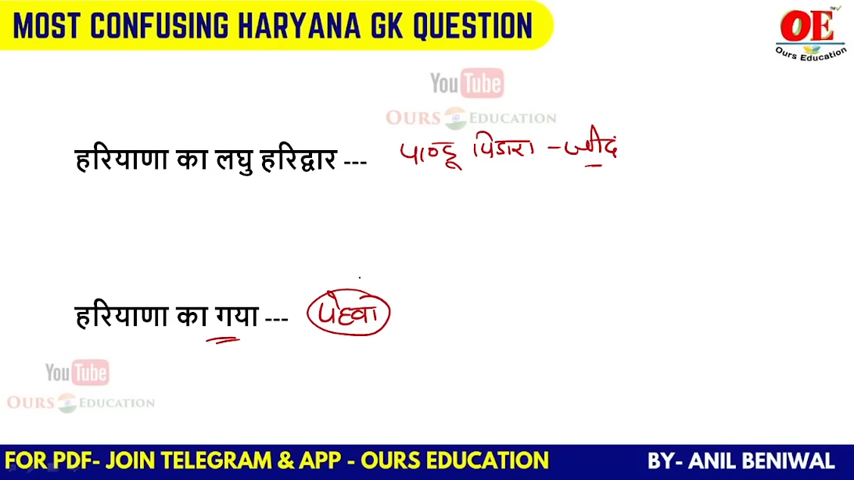 MOST CONFUSING HARYANA GK QUESTION
OE
Ours Education
YouTube
OURS EDUCATION
हरियाणा का लघु हरिद्वार --- पाण्डू पिंडारा - जींद
हरियाणा का गया --- पेहवा
YouTube
OURS EDUCATION
FOR PDF- JOIN TELEGRAM & APP - OURS EDUCATION BY- ANIL BENIWAL